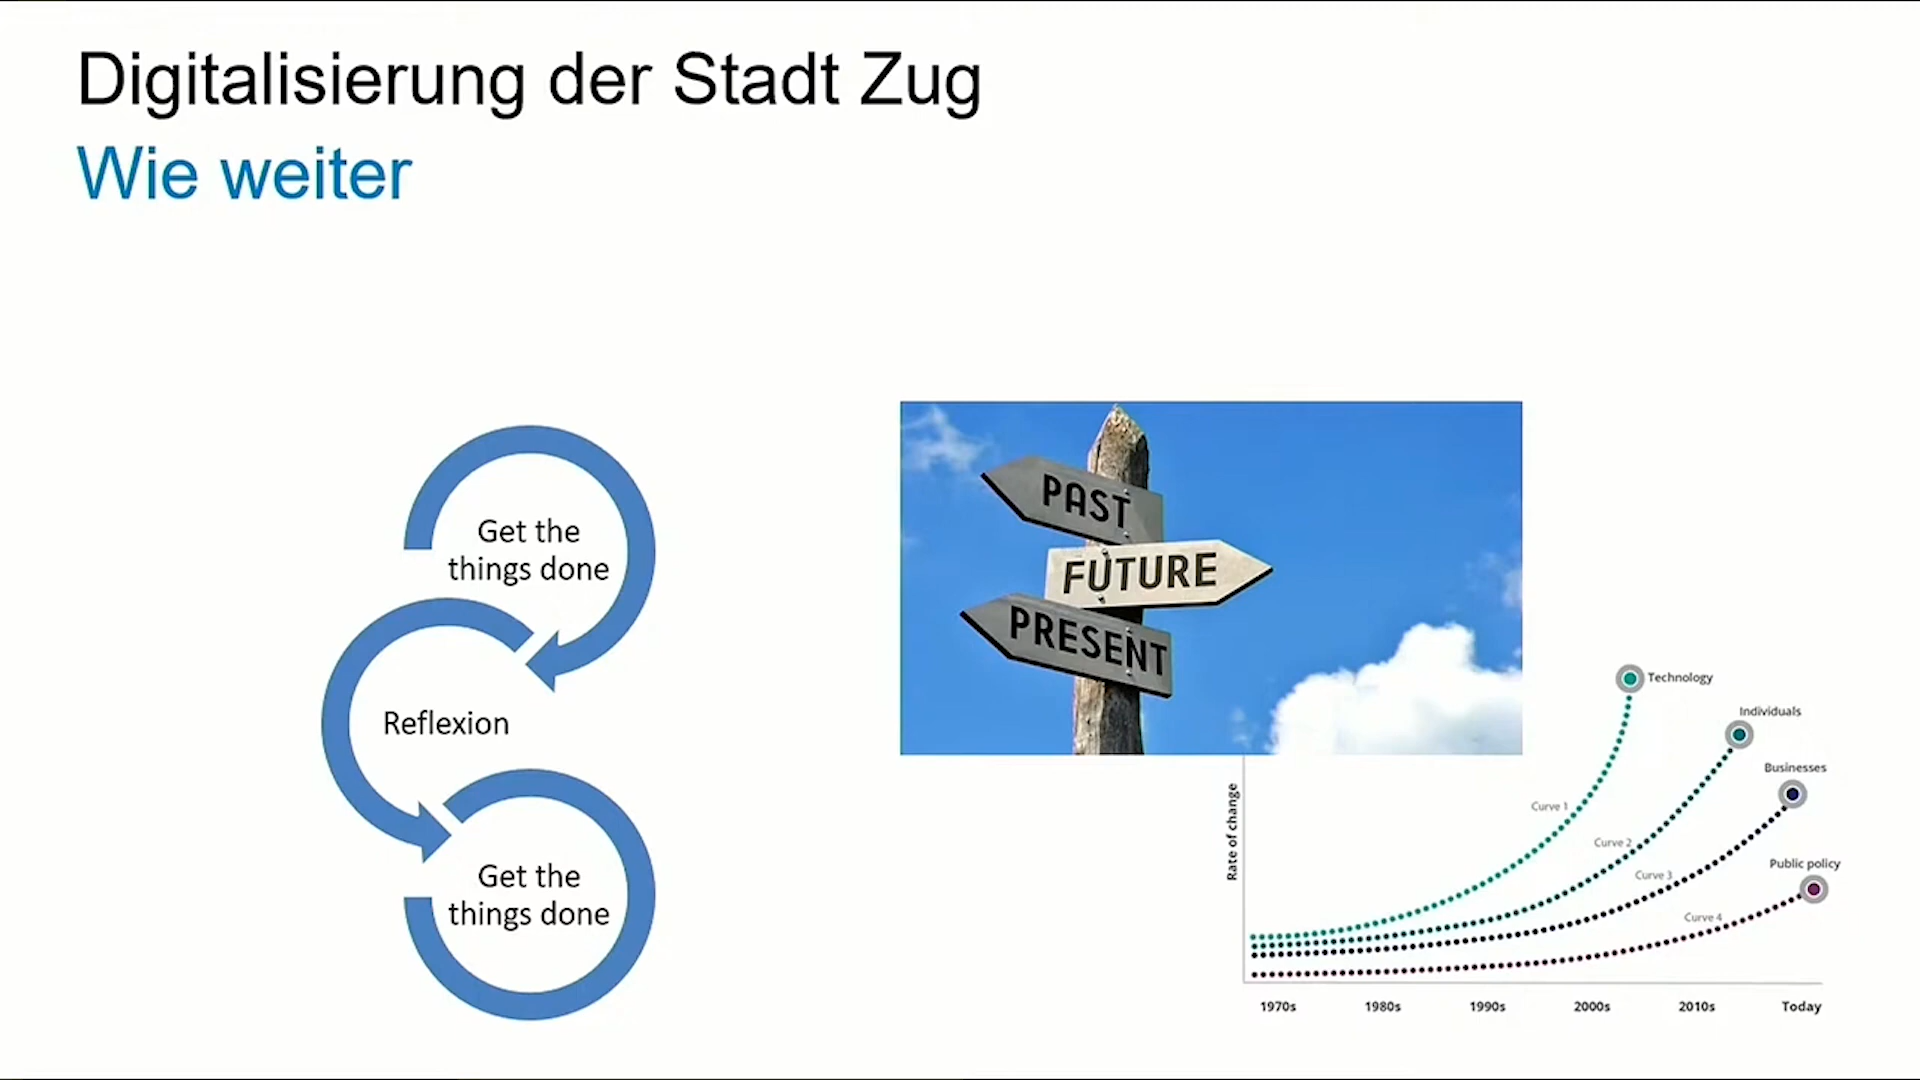 Digitalisierung der Stadt Zug
Wie weiter
Get the
things done
Reflexion
Get the
things done
PAST
FUTURE
PRESENT
Technology
Individuals
Businesses
Public policy
Curve 1
Curve 2
Curve 3
Curve 4
Rate of change
1970s 1980s 1990s 2000s 2010s Today